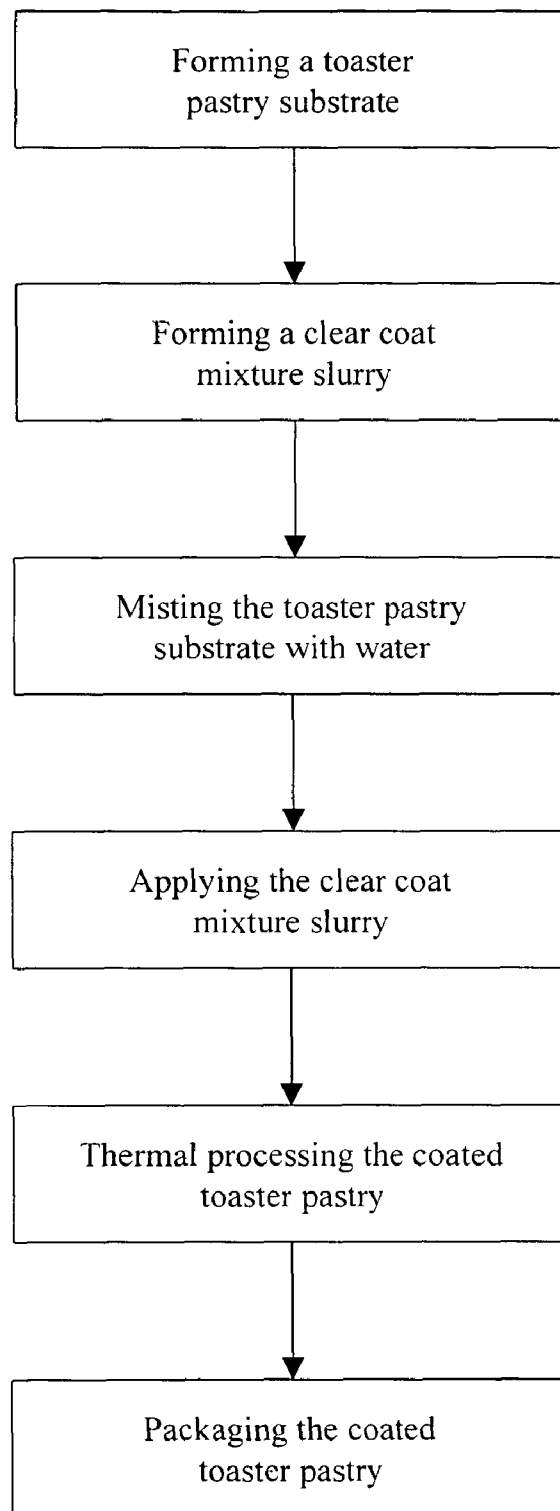 Forming a toaster
pastry substrate
Forming a clear coat
mixture slurry
Misting the toaster pastry
substrate with water
Applying the clear coat
mixture slurry
Thermal processing the coated
toaster pastry
Packaging the coated
toaster pastry